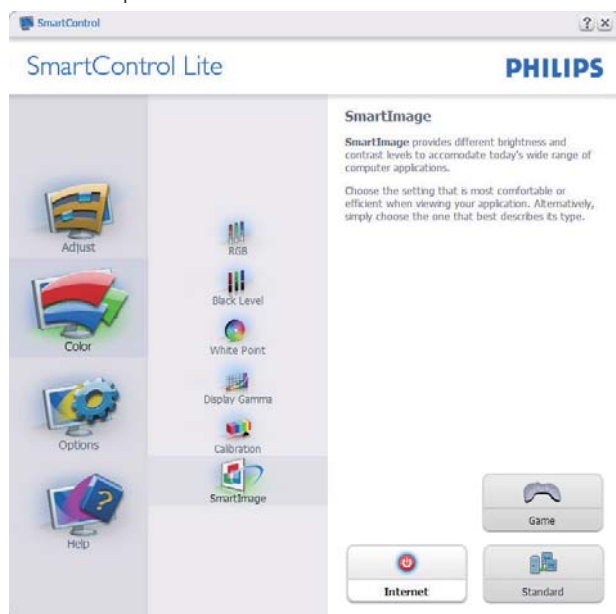 SmartControl
SmartControl Lite
PHILIPS
Adjust
Color
Options
Help
RGB
Black Level
White Point
Display Gamma
Calibration
SmartImage
SmartImage
SmartImage provides different brightness and
contrast levels to accomodate today's wide range of
computer applications.
Choose the setting that is most comfortable or
efficient when viewing your application. Alternatively,
simply choose the one that best describes its type.
Game
Internet
Standard